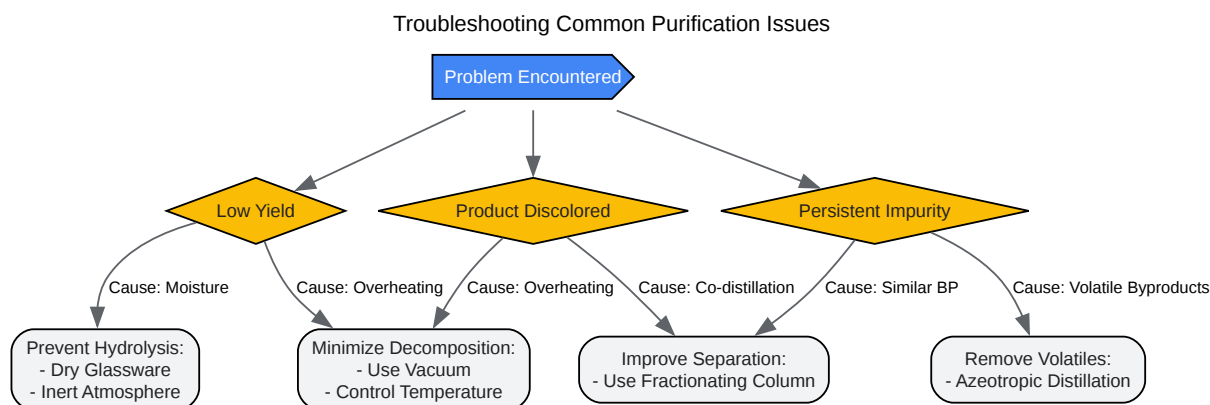 Troubleshooting Common Purification Issues
Problem Encountered
Low Yield
Product Discolored
Persistent Impurity
Cause: Moisture
Cause: Overheating
Cause: Overheating
Cause: Co-distillation
Cause: Similar BP
Cause: Volatile Byproducts
Prevent Hydrolysis:
- Dry Glassware
- Inert Atmosphere
Minimize Decomposition:
- Use Vacuum
- Control Temperature
Improve Separation:
- Use Fractionating Column
Remove Volatiles:
- Azeotropic Distillation